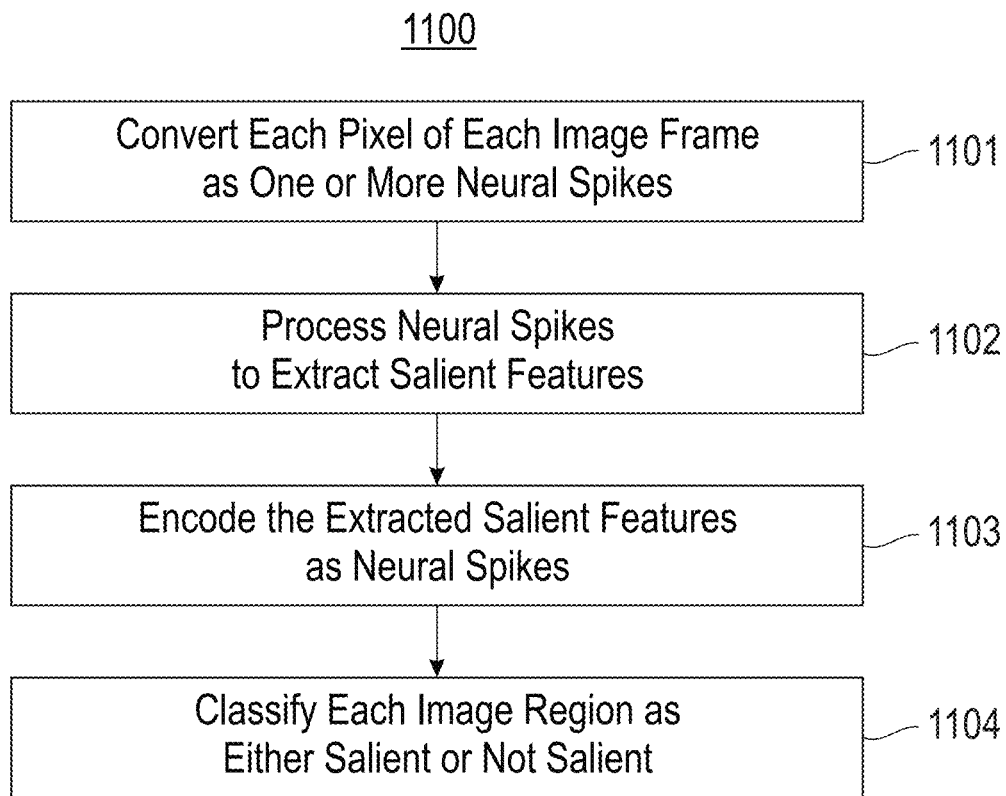 1100
Convert Each Pixel of Each Image Frame
as One or More Neural Spikes
1101
Process Neural Spikes
to Extract Salient Features
1102
Encode the Extracted Salient Features
as Neural Spikes
1103
Classify Each Image Region as
Either Salient or Not Salient
1104